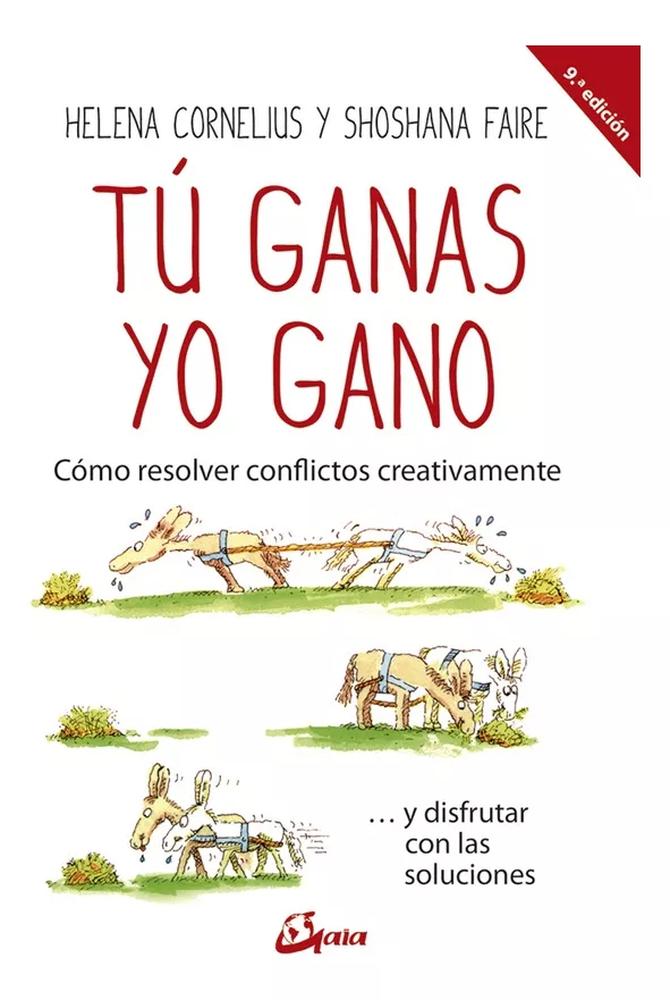 9.ª edición
HELENA CORNELIUS Y SHOSHANA FAIRE
TÚ GANAS
YO GANO
Cómo resolver conflictos creativamente
... y disfrutar
con las
soluciones
Gaia